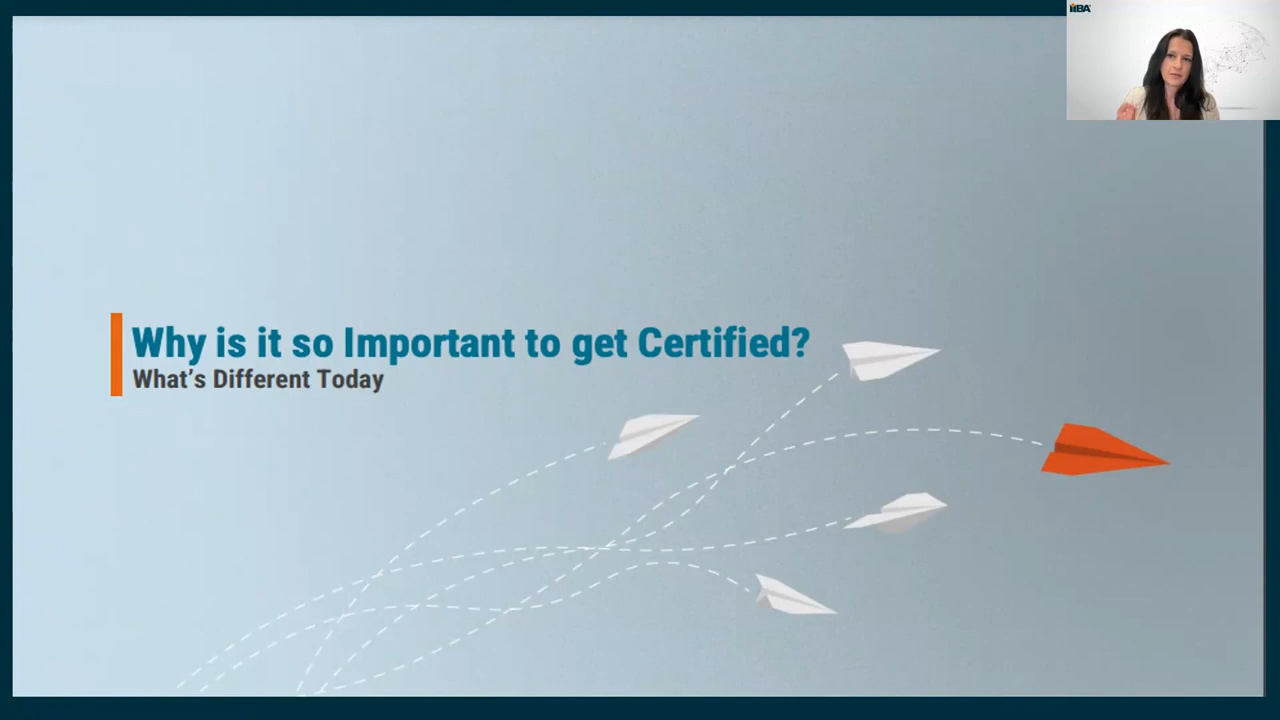 IIBA
Why is it so Important to get Certified?
What's Different Today